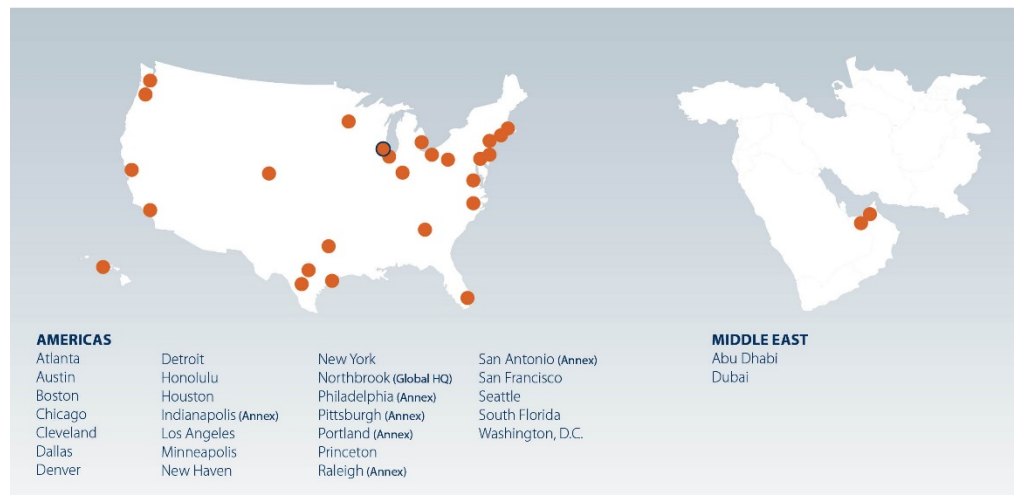 AMERICAS
Atlanta
Austin
Boston
Chicago
Cleveland
Dallas
Denver
Detroit
Honolulu
Houston
Indianapolis (Annex)
Los Angeles
Minneapolis
New Haven
New York
Northbrook (Global HQ)
Philadelphia (Annex)
Pittsburgh (Annex)
Portland (Annex)
Princeton
Raleigh (Annex)
San Antonio (Annex)
San Francisco
Seattle
South Florida
Washington, D.C.
MIDDLE EAST
Abu Dhabi
Dubai